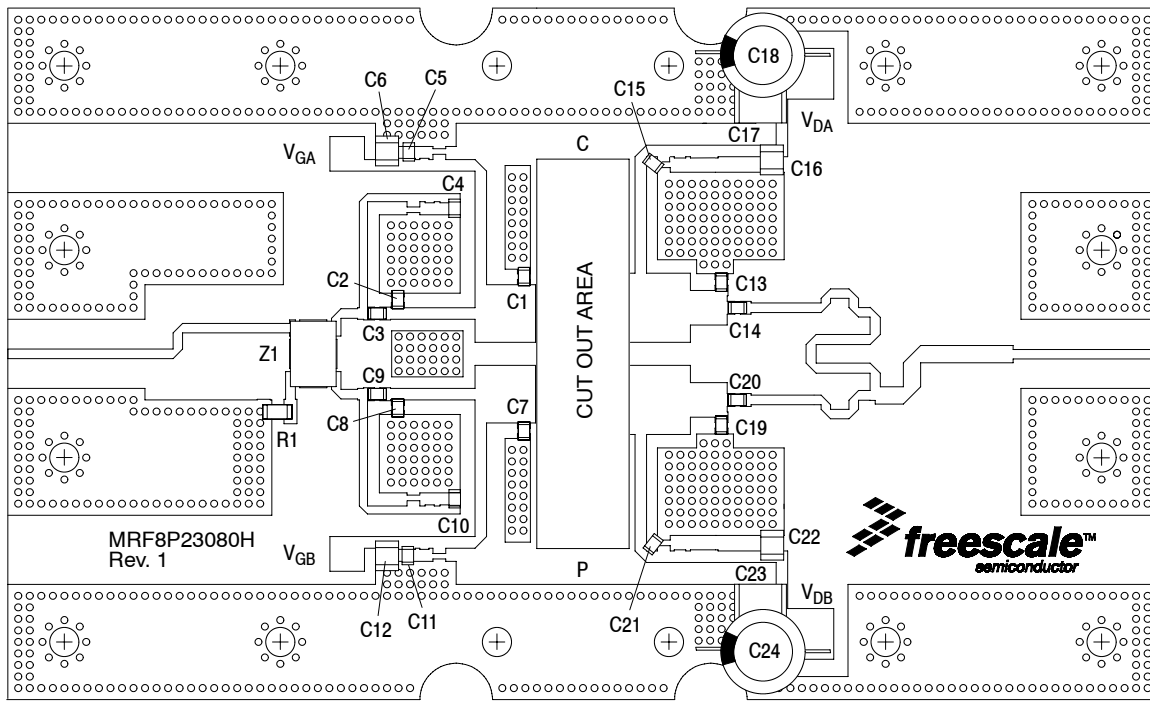 C18
C6
C5
C15
C17
VDA
VGA
C
C16
C4
C2
C1
C13
C3
C14
Z1
CUT OUT AREA
C9
C20
C8
C7
C19
R1
C10
C22
MRF8P23080H
Rev. 1
freescale™
semiconductor
VGB
P
C23
VDB
C12
C11
C21
C24